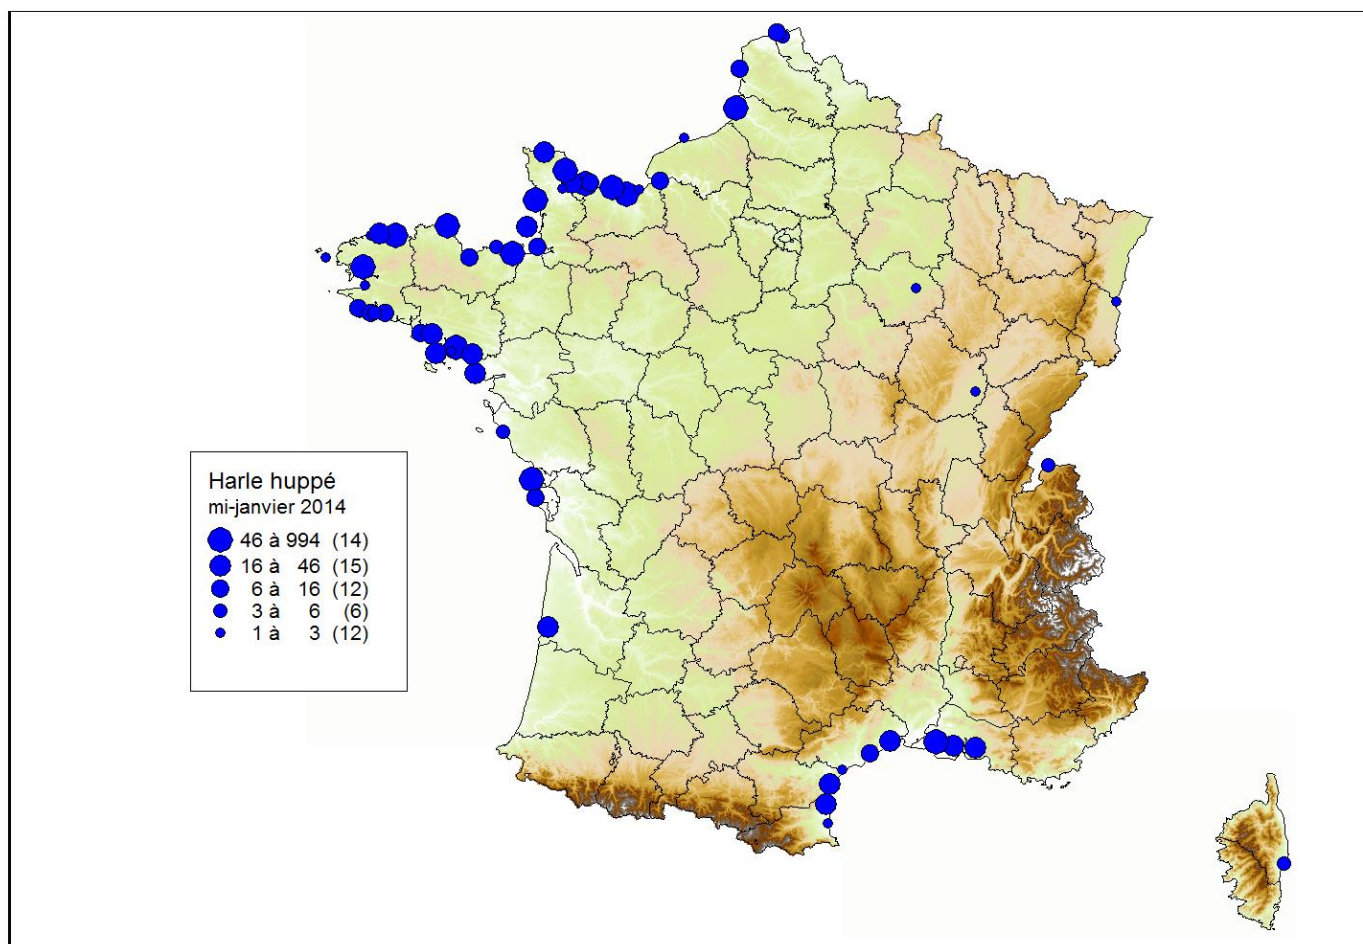 Harle huppé
mi-janvier 2014
46 à 994 (14)
16 à 46 (15)
6 à 16 (12)
3 à 6 (6)
1 à 3 (12)